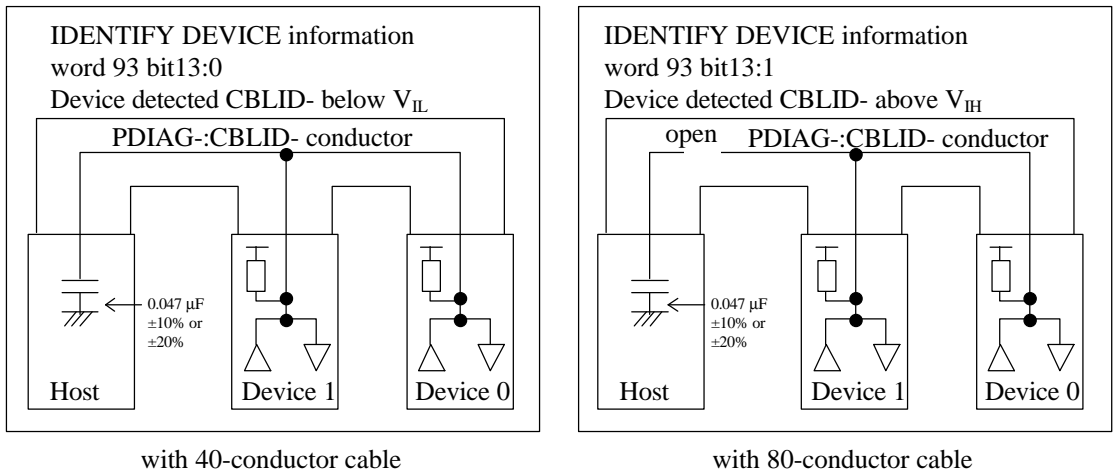 IDENTIFY DEVICE information
word 93 bit13:0
Device detected CBLID- below VIL
PDIAG-:CBLID- conductor
0.047 µF
±10% or
±20%
Host
Device 1
Device 0
with 40-conductor cable
IDENTIFY DEVICE information
word 93 bit13:1
Device detected CBLID- above VIH
open
PDIAG-:CBLID- conductor
0.047 µF
±10% or
±20%
Host
Device 1
Device 0
with 80-conductor cable